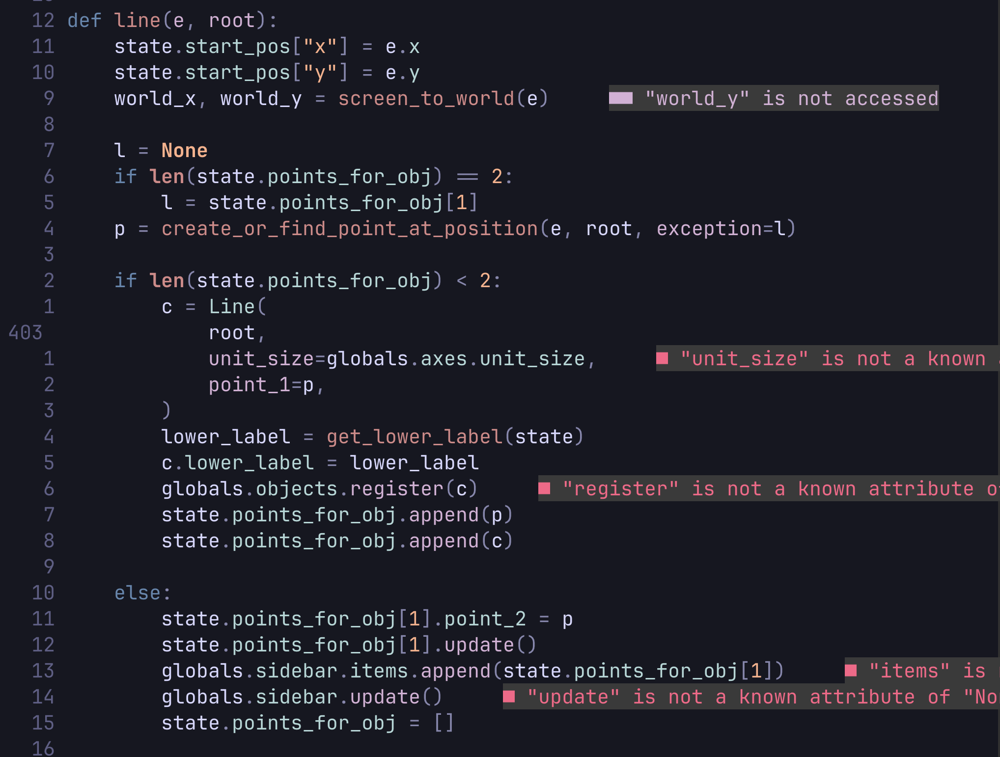 12 def line(e, root):
11     state.start_pos["x"] = e.x
10     state.start_pos["y"] = e.y
9     world_x, world_y = screen_to_world(e)     "world_y" is not accessed
8
7     l = None
6     if len(state.points_for_obj) == 2:
5         l = state.points_for_obj[1]
4     p = create_or_find_point_at_position(e, root, exception=l)
3
2     if len(state.points_for_obj) < 2:
1         c = Line(
403             root,
1             unit_size=globals.axes.unit_size,     "unit_size" is not a known
2             point_1=p,
3         )
4         lower_label = get_lower_label(state)
5         c.lower_label = lower_label
6         globals.objects.register(c)     "register" is not a known attribute
7         state.points_for_obj.append(p)
8         state.points_for_obj.append(c)
9
10     else:
11         state.points_for_obj[1].point_2 = p
12         state.points_for_obj[1].update()
13         globals.sidebar.items.append(state.points_for_obj[1])     "items" is
14         globals.sidebar.update()     "update" is not a known attribute of "No
15         state.points_for_obj = []
16